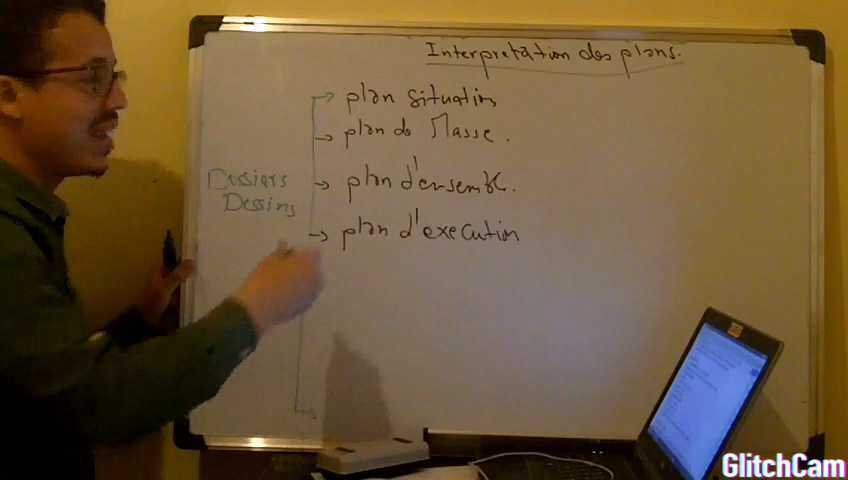 Interpretation des plans.
plan situation
plan de Masse.
plan d'ensemble.
Dossiers
Dessins
plan d'execution
GlitchCam